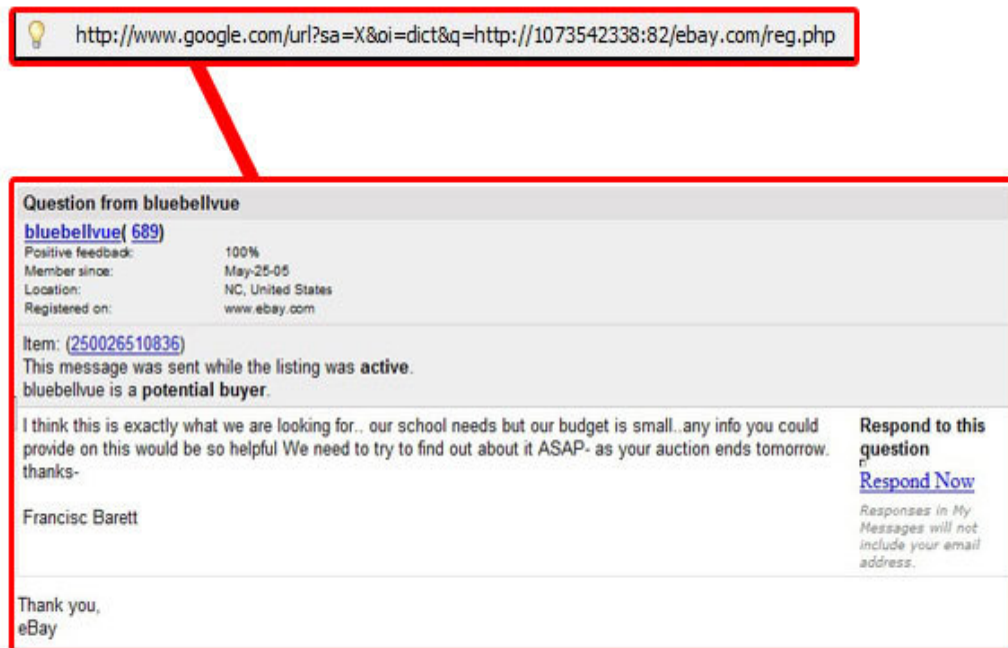 http://www.google.com/url?sa=X&oi=dict&q=http://1073542338:82/ebay.com/reg.php
Question from bluebellvue
bluebellvue( 689)
Positive feedback: 100%
Member since: May-25-05
Location: NC, United States
Registered on: www.ebay.com
Item: (250026510836)
This message was sent while the listing was active.
bluebellvue is a potential buyer.
I think this is exactly what we are looking for.. our school needs but our budget is small..any info you could
provide on this would be so helpful We need to try to find out about it ASAP- as your auction ends tomorrow.
thanks-
Francisc Barett
Respond to this
question
Respond Now
Responses in My
Messages will not
include your email
address.
Thank you,
eBay